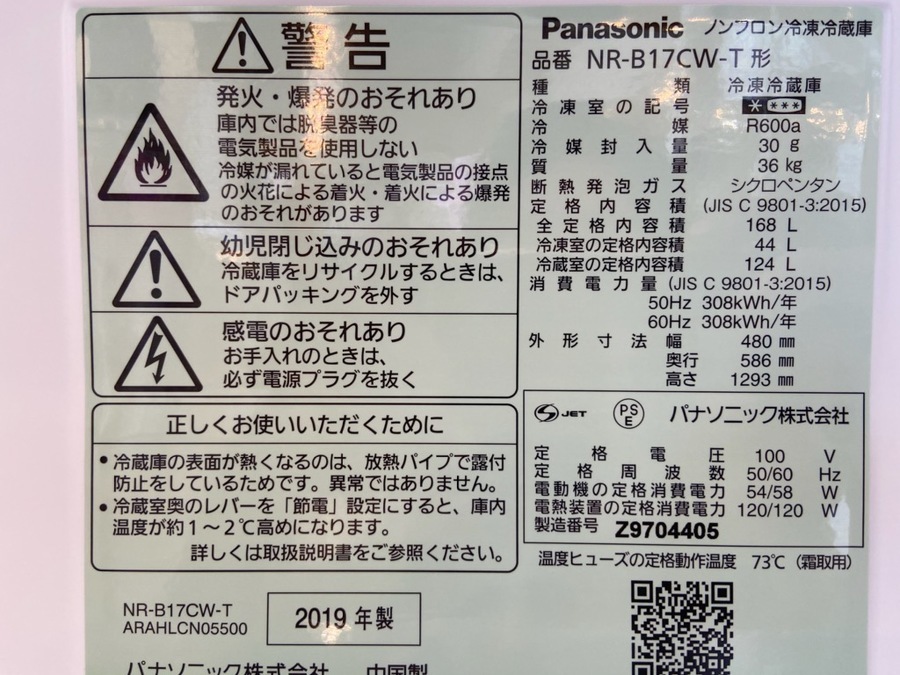 警告
発火・爆発のおそれあり
庫内では脱臭器等の
電気製品を使用しない
冷媒が漏れていると電気製品の接点
の火花による着火・着火による爆発
のおそれがあります
幼児閉じ込みのおそれあり
冷蔵庫をリサイクルするときは、
ドアパッキングを外す
感電のおそれあり
お手入れのときは、
必ず電源プラグを抜く
正しくお使いいただくために
・冷蔵庫の表面が熱くなるのは、放熱パイプで露付
防止をしているためです。異常ではありません。
・冷蔵室奥のレバーを「節電」設定にすると、庫内
温度が約1～2℃高めになります。
詳しくは取扱説明書をご参照ください。
NR-B17CW-T
ARAHLCN05500
2019 年製
パナソニック株式会社 中国製
Panasonic ノンフロン冷凍冷蔵庫
品番 NR-B17CW-T 形
種類 冷凍冷蔵庫
冷凍室の記号 * ***
冷媒 R600a
冷媒封入量 30 g
質量 36 kg
断熱発泡ガス シクロペンタン
定格内容積 (JIS C 9801-3:2015)
全定格内容積 168 L
冷凍室の定格内容積 44 L
冷蔵室の定格内容積 124 L
消費電力量 (JIS C 9801-3:2015)
50Hz 308kWh/年
60Hz 308kWh/年
外形寸法 幅 480 mm
奥行 586 mm
高さ 1293 mm
S JET PS E パナソニック株式会社
定格電圧 100 V
定格周波数 50/60 Hz
電動機の定格消費電力 54/58 W
電熱装置の定格消費電力 120/120 W
製造番号 Z9704405
温度ヒューズの定格動作温度 73℃ (霜取用)